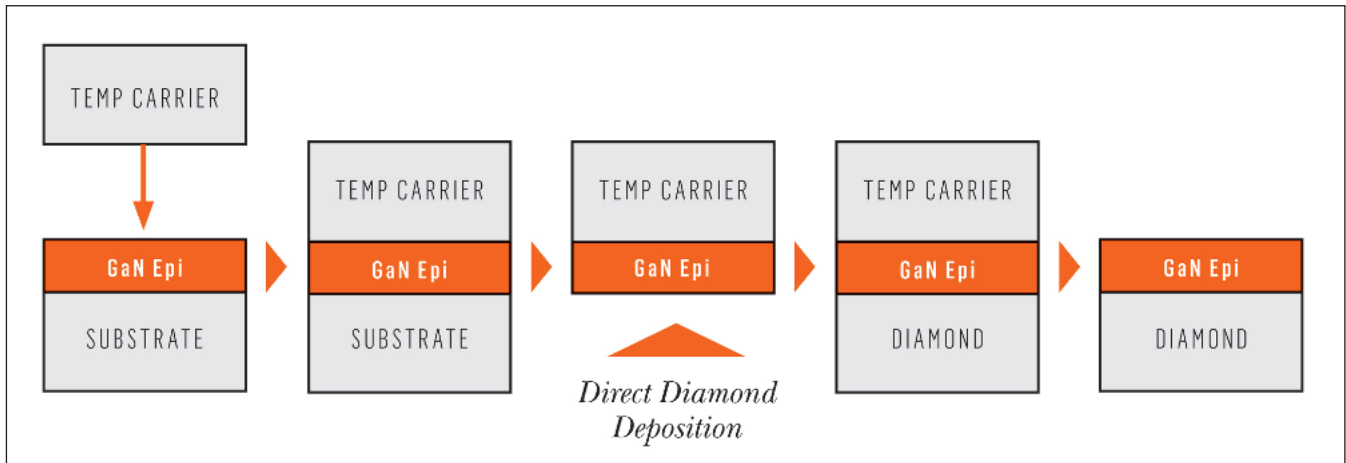 TEMP CARRIER
GaN Epi
SUBSTRATE
TEMP CARRIER
GaN Epi
SUBSTRATE
TEMP CARRIER
GaN Epi
Direct Diamond
Deposition
TEMP CARRIER
GaN Epi
DIAMOND
GaN Epi
DIAMOND